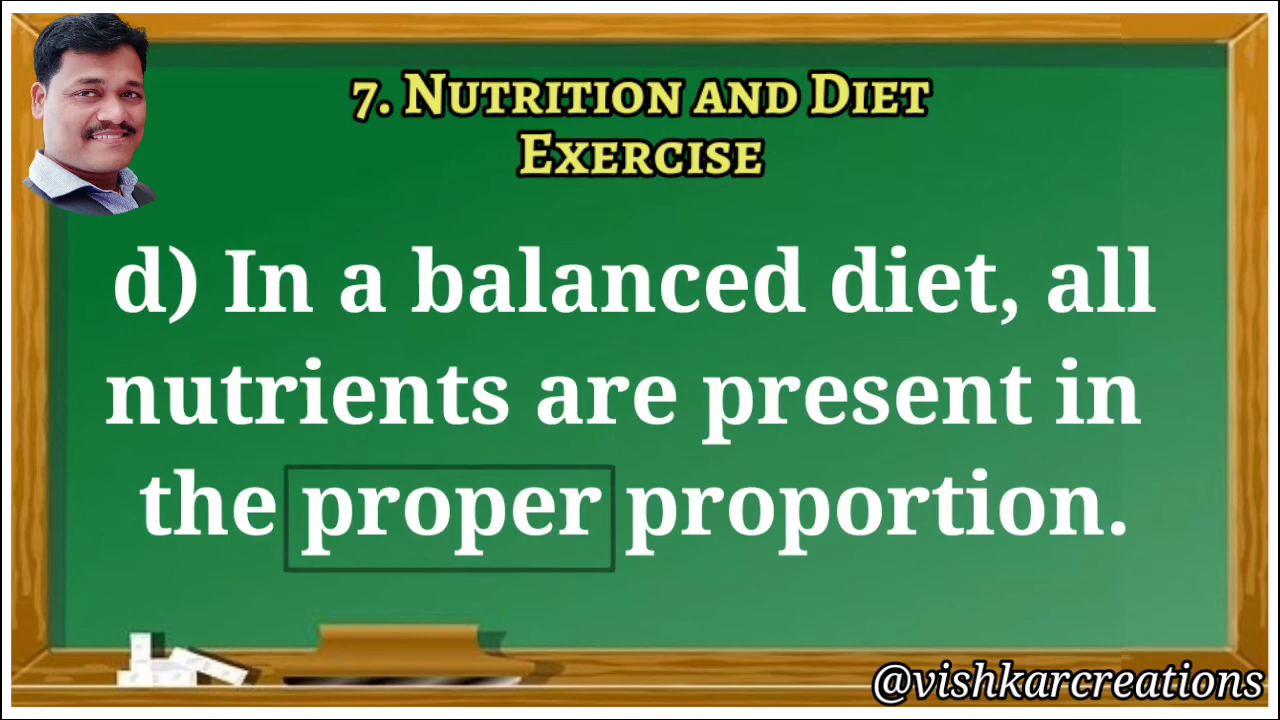 7. Nutrition and Diet
Exercise
d) In a balanced diet, all
nutrients are present in
the proper proportion.
@vishkarcreations